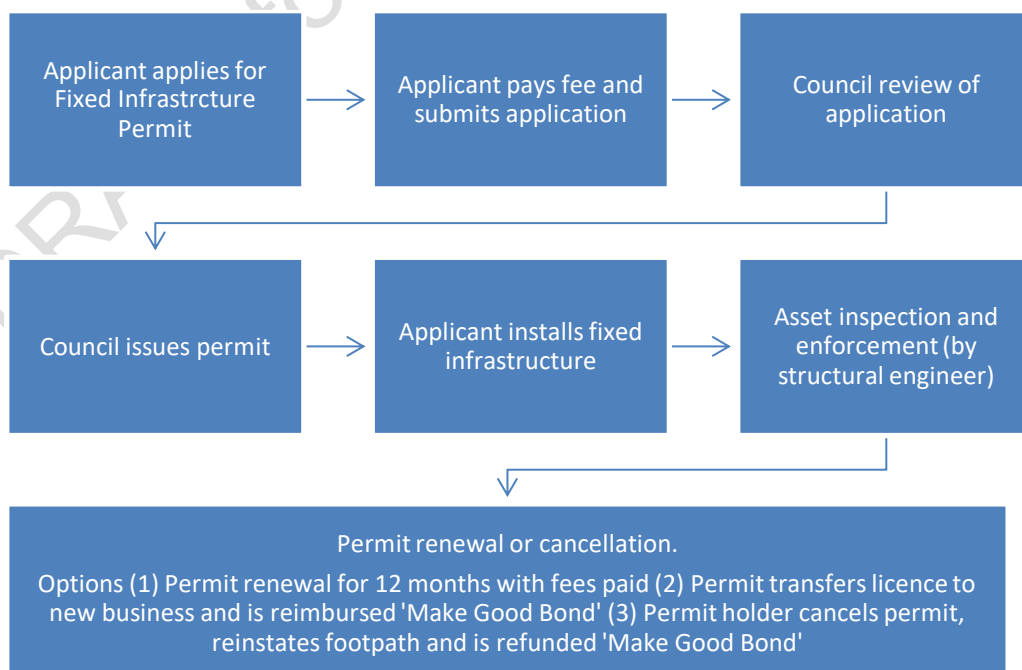 Applicant applies for
Fixed Infrastrcture
Permit
Applicant pays fee and
submits application
Council review of
application
Council issues permit
Applicant installs fixed
infrastructure
Asset inspection and
enforcement (by
structural engineer)
Permit renewal or cancellation.
Options (1) Permit renewal for 12 months with fees paid (2) Permit transfers licence to
new business and is reimbursed 'Make Good Bond' (3) Permit holder cancels permit,
reinstates footpath and is refunded 'Make Good Bond'